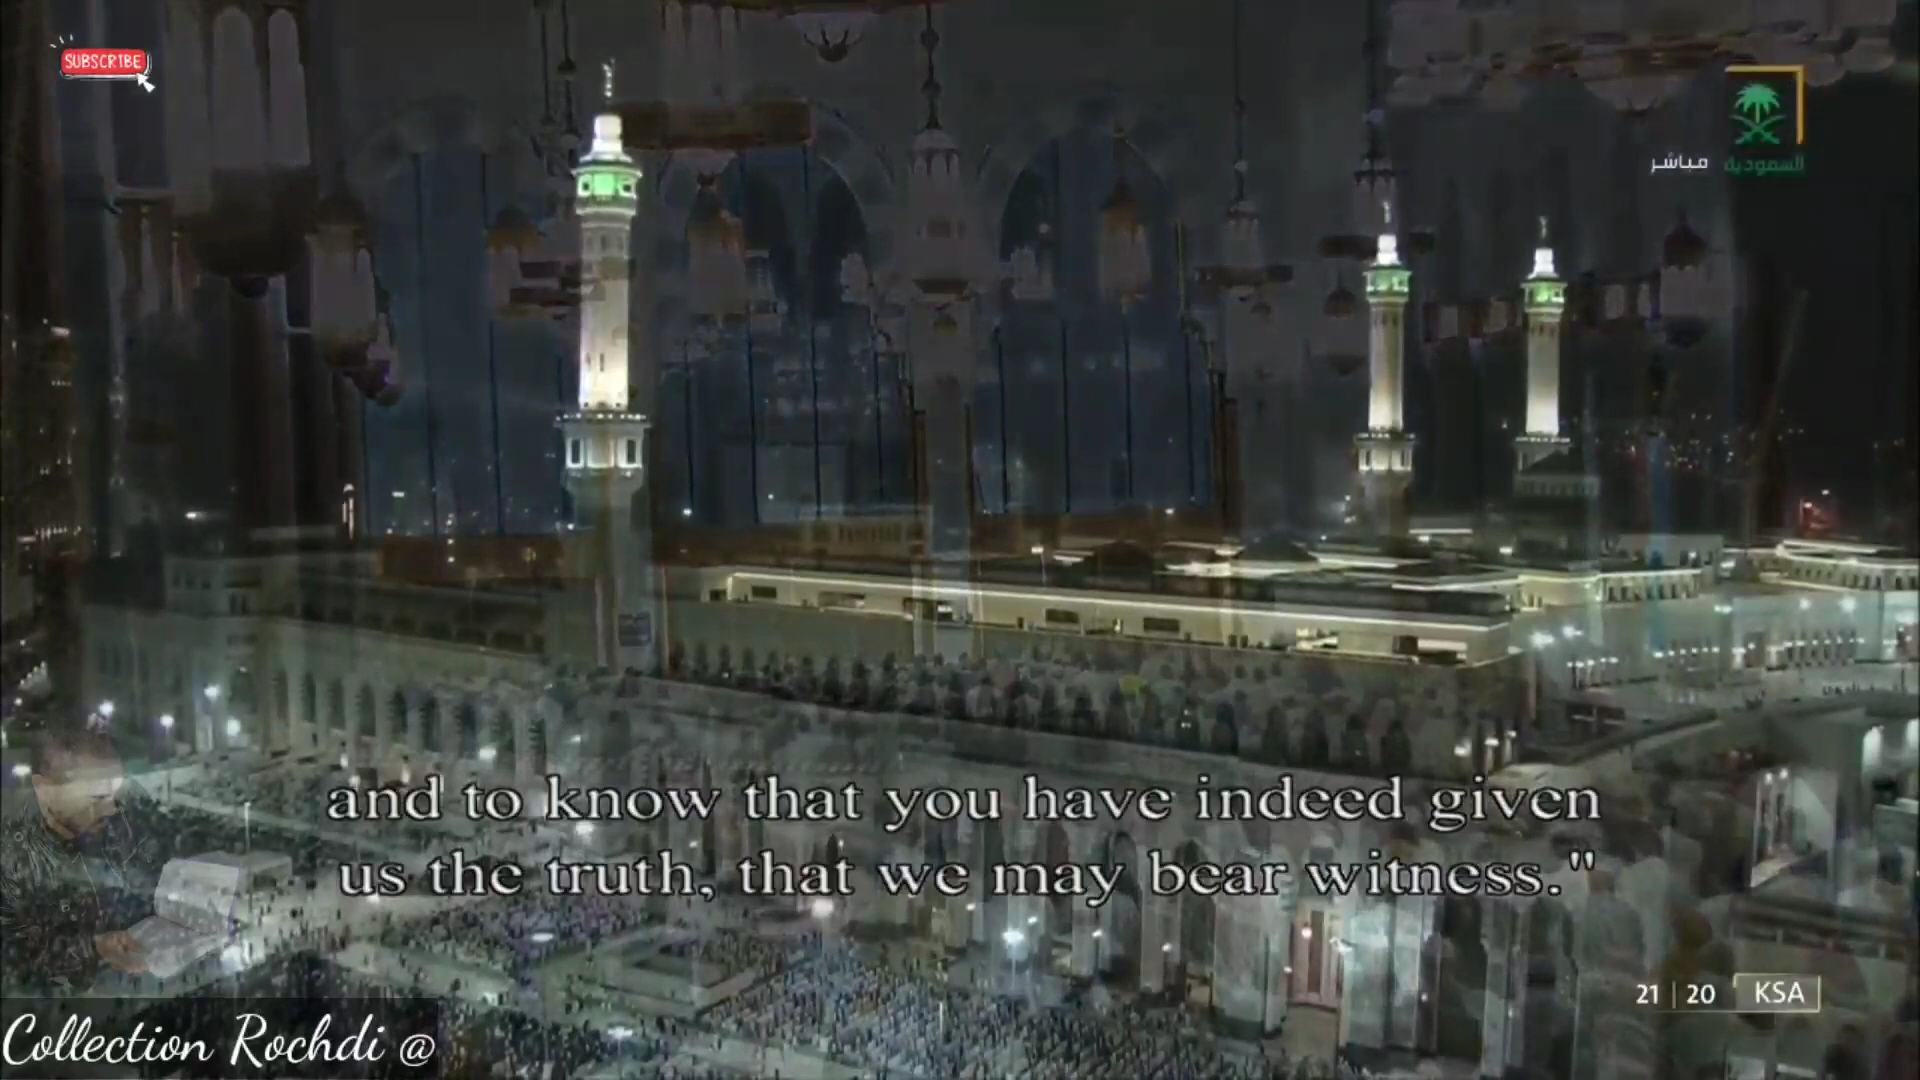 SUBSCRIBE
مباشر
السعودية
and to know that you have indeed given
us the truth, that we may bear witness."
21 | 20 KSA
Collection Rochdi @